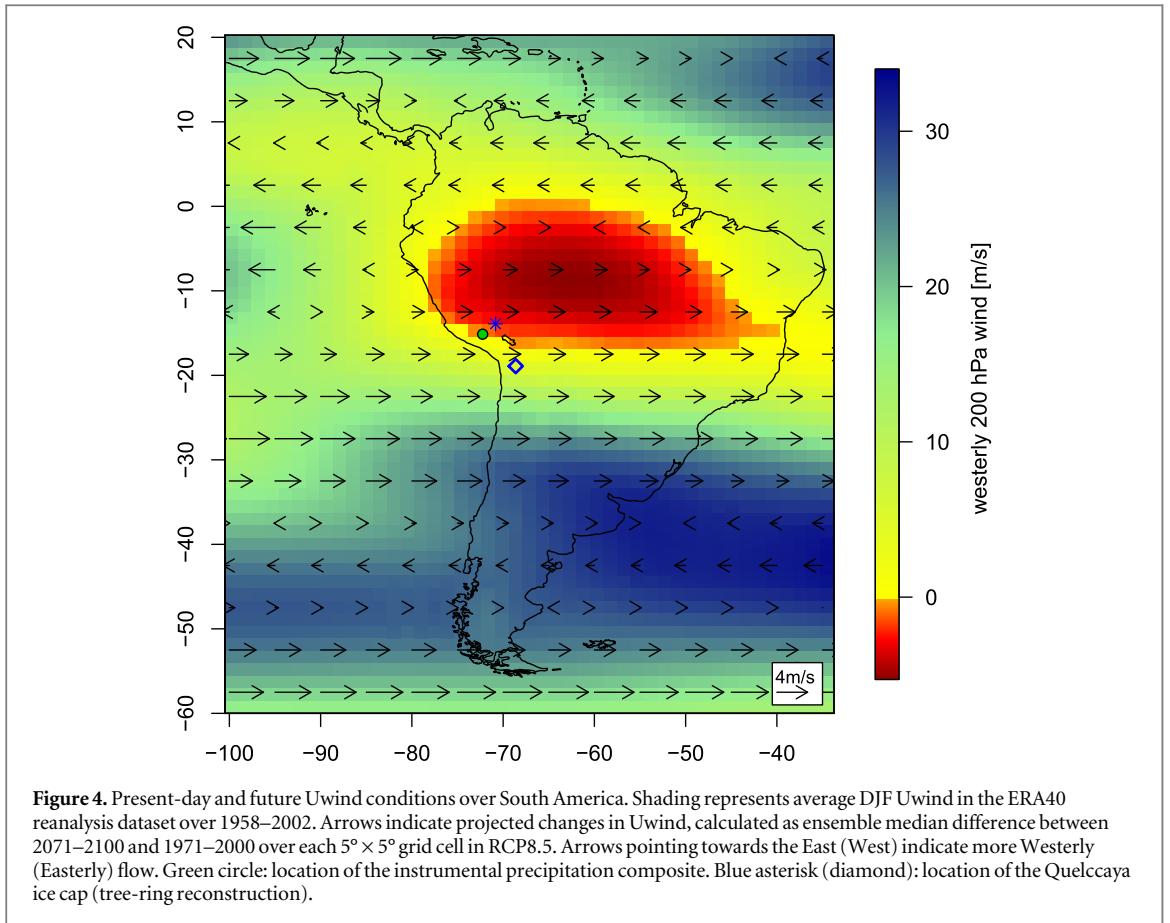 20
10
0
−10
−20
−30
−40
−50
−60
−100
−90
−80
−70
−60
−50
−40
4m/s
30
20
10
0
westerly 200 hPa wind [m/s]
Figure 4. Present-day and future Uwind conditions over South America. Shading represents average DJF Uwind in the ERA40
reanalysis dataset over 1958–2002. Arrows indicate projected changes in Uwind, calculated as ensemble median difference between
2071–2100 and 1971–2000 over each 5° × 5° grid cell in RCP8.5. Arrows pointing towards the East (West) indicate more Westerly
(Easterly) flow. Green circle: location of the instrumental precipitation composite. Blue asterisk (diamond): location of the Quelccaya
ice cap (tree-ring reconstruction).